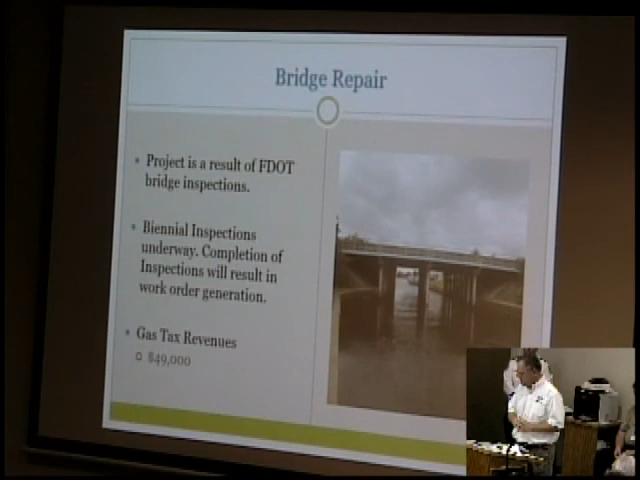 Bridge Repair
Project is a result of FDOT
bridge inspections.
Biennial Inspections
underway. Completion of
Inspections will result in
work order generation.
Gas Tax Revenues
$49,000